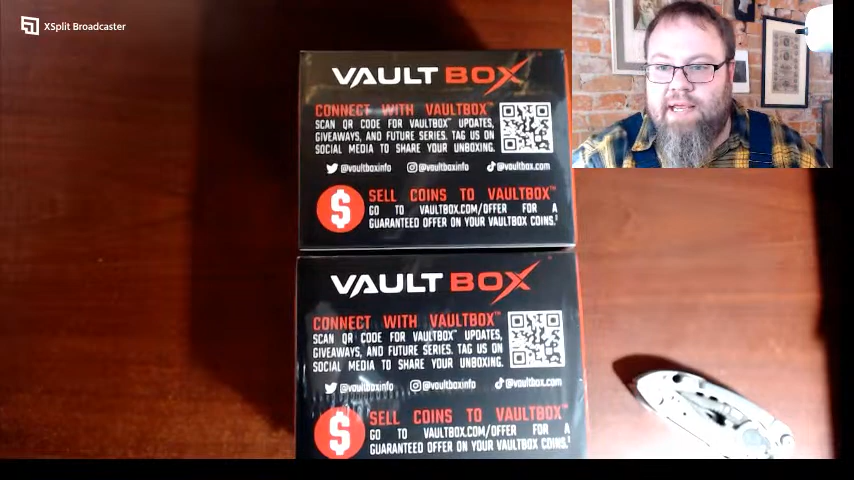 XSplit Broadcaster
VAULT BOX
CONNECT WITH VAULTBOX™
SCAN QR CODE FOR VAULTBOX™ UPDATES,
GIVEAWAYS, AND FUTURE SERIES. TAG US ON
SOCIAL MEDIA TO SHARE YOUR UNBOXING.
@vaultboxinfo @vaultboxinfo @vaultbox.com
$ SELL COINS TO VAULTBOX™
GO TO VAULTBOX.COM/OFFER FOR A
GUARANTEED OFFER ON YOUR VAULTBOX COINS.‡
VAULT BOX
CONNECT WITH VAULTBOX™
SCAN QR CODE FOR VAULTBOX™ UPDATES,
GIVEAWAYS, AND FUTURE SERIES. TAG US ON
SOCIAL MEDIA TO SHARE YOUR UNBOXING.
@vaultboxinfo @vaultboxinfo @vaultbox.com
$ SELL COINS TO VAULTBOX™
GO TO VAULTBOX.COM/OFFER FOR A
GUARANTEED OFFER ON YOUR VAULTBOX COINS.‡